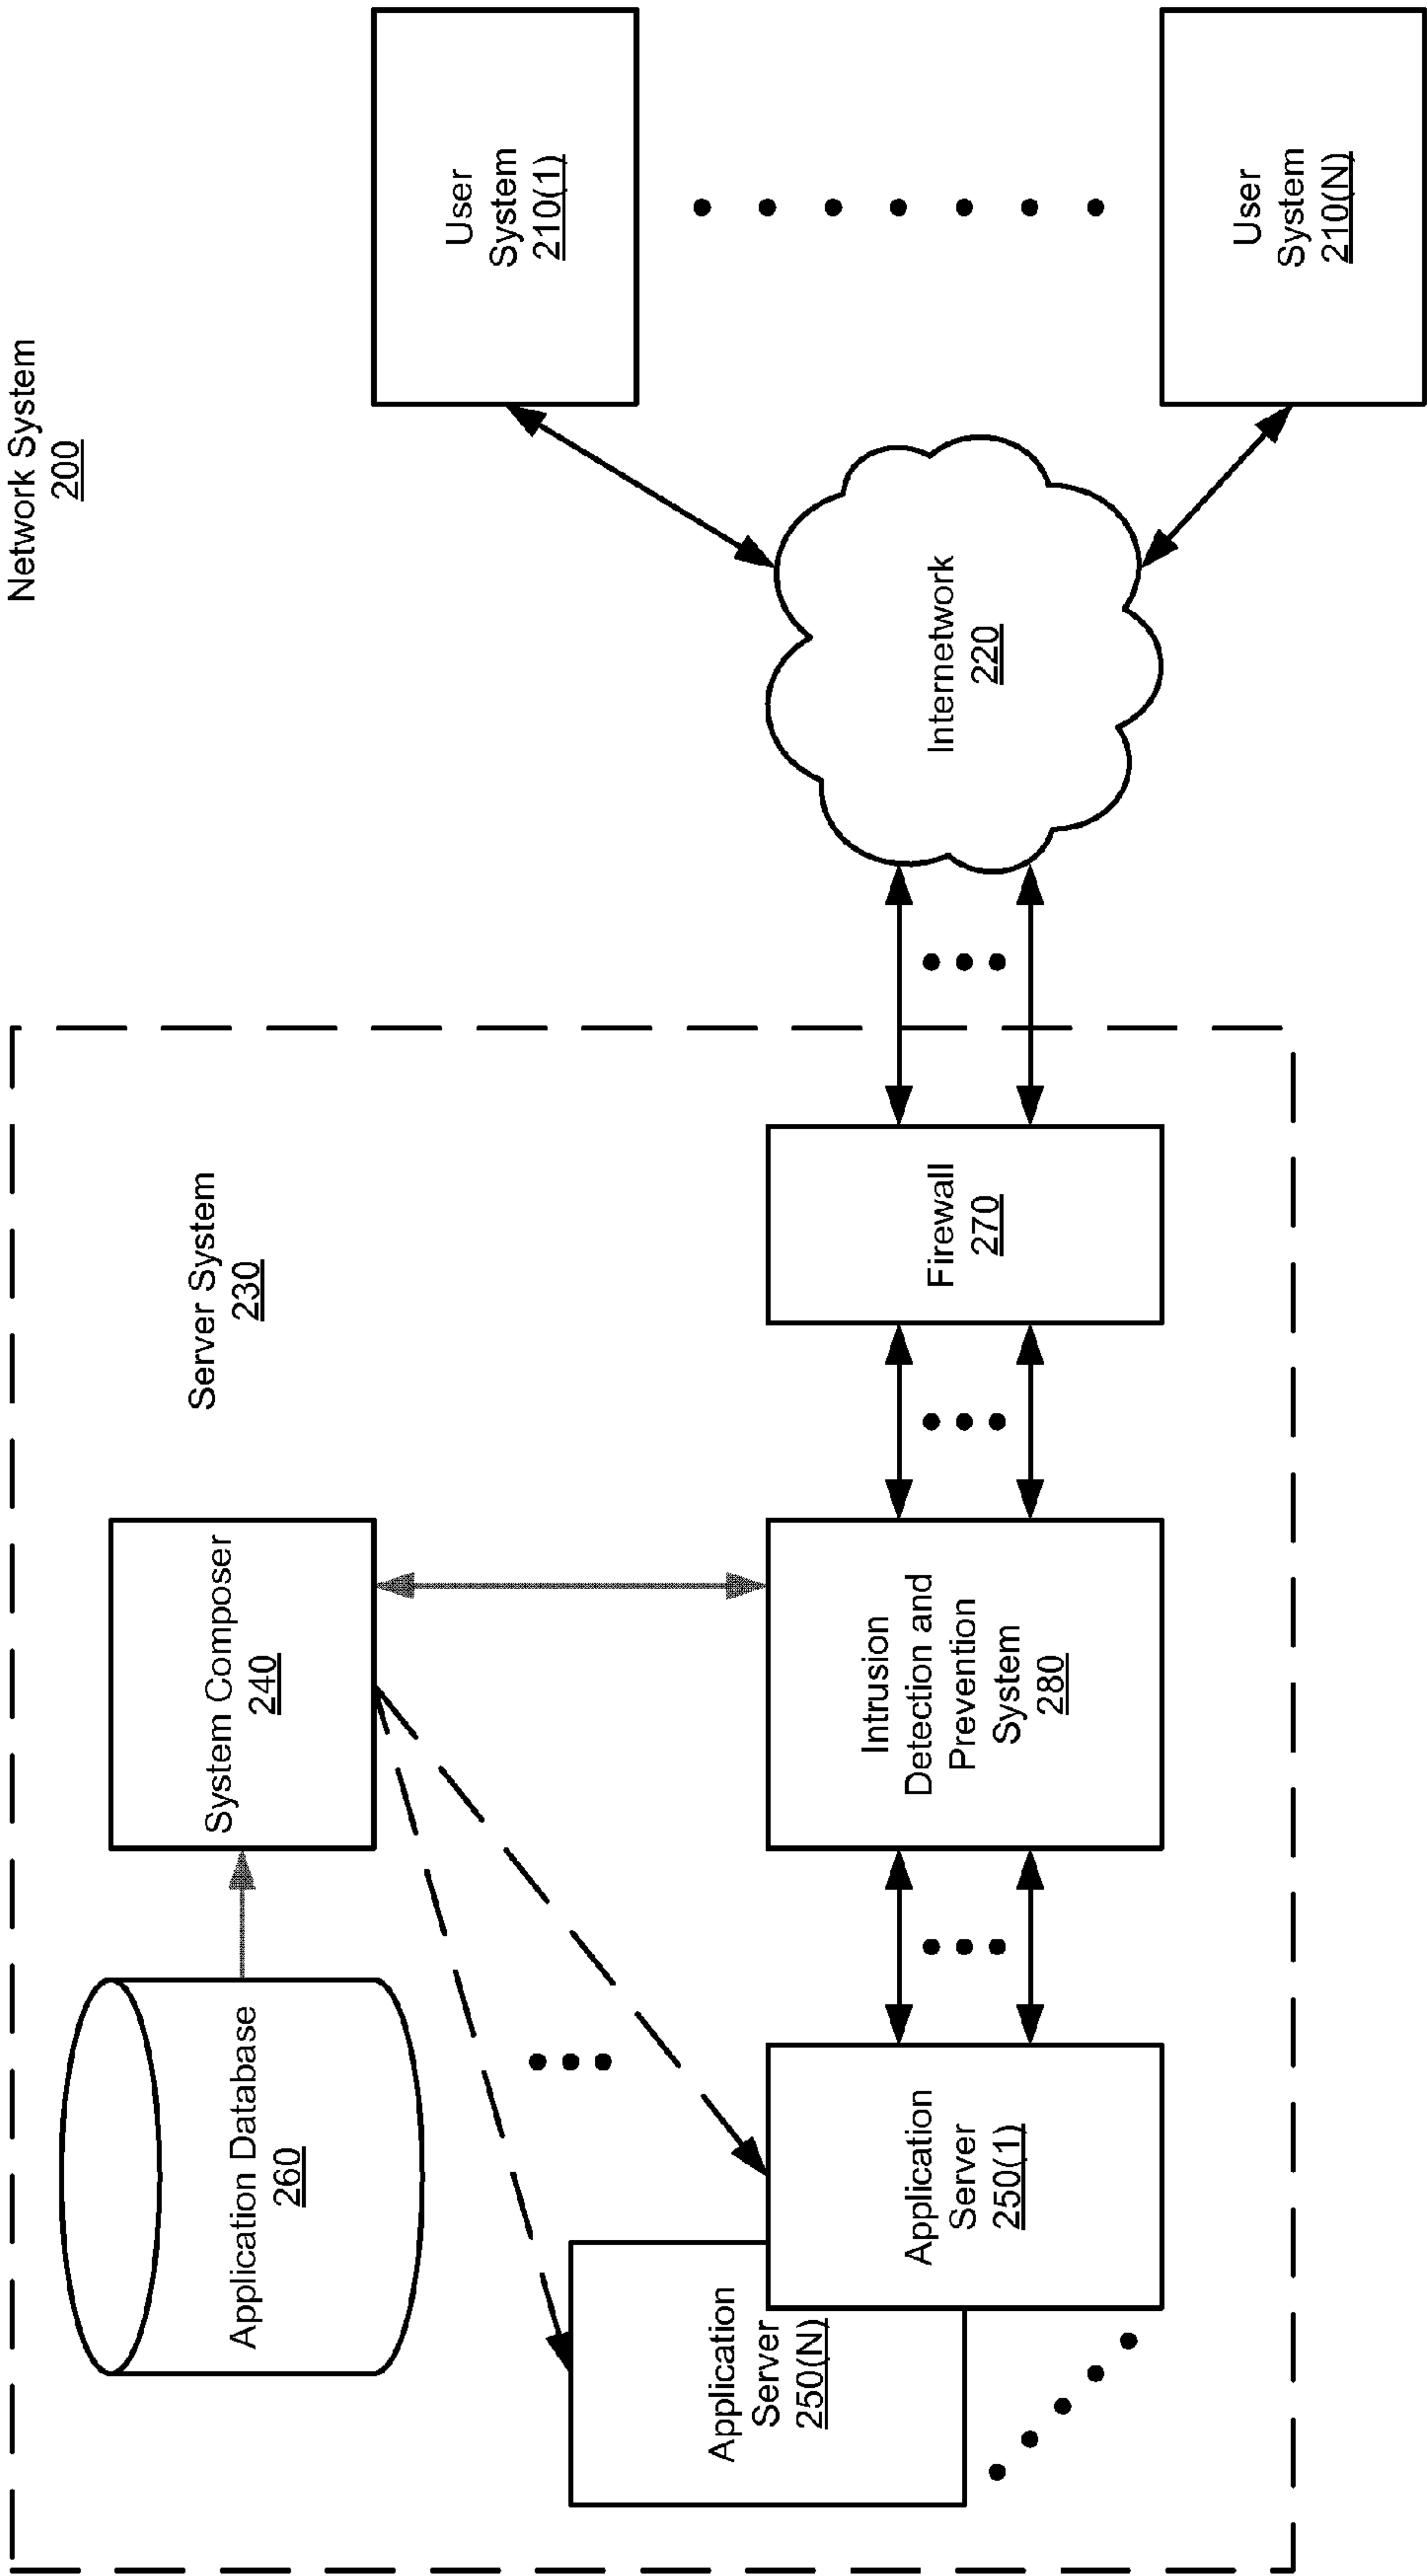 Network System
200
Server System
230
Application Database
260
System Composer
240
Application
Server
250(N)
Application
Server
250(1)
Intrusion
Detection and
Prevention
System
280
Firewall
270
Internetwork
220
User
System
210(1)
User
System
210(N)